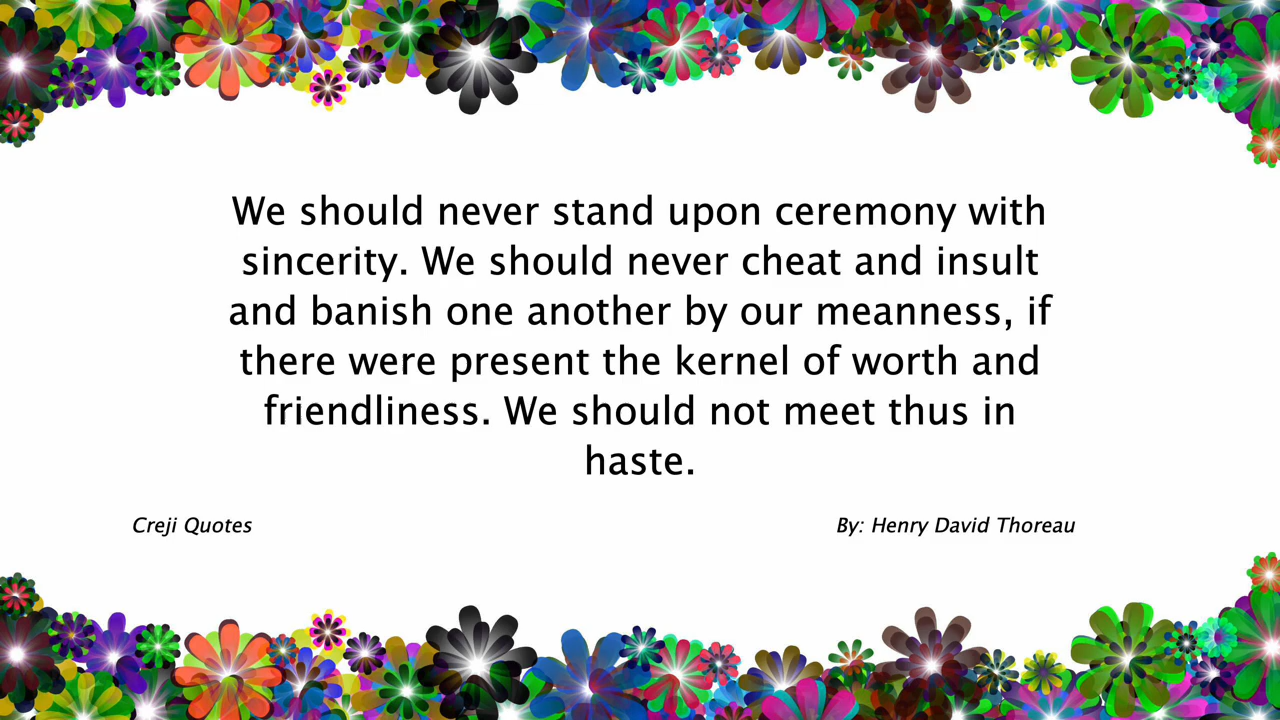 We should never stand upon ceremony with
sincerity. We should never cheat and insult
and banish one another by our meanness, if
there were present the kernel of worth and
friendliness. We should not meet thus in
haste.
Creji Quotes
By: Henry David Thoreau